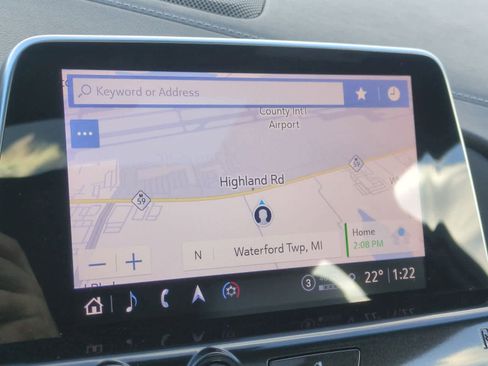 Keyword or Address
County Int'l
Airport
Highland Rd
59
59
N
Waterford Twp, MI
Home
2:08 PM
3
22°
1:22